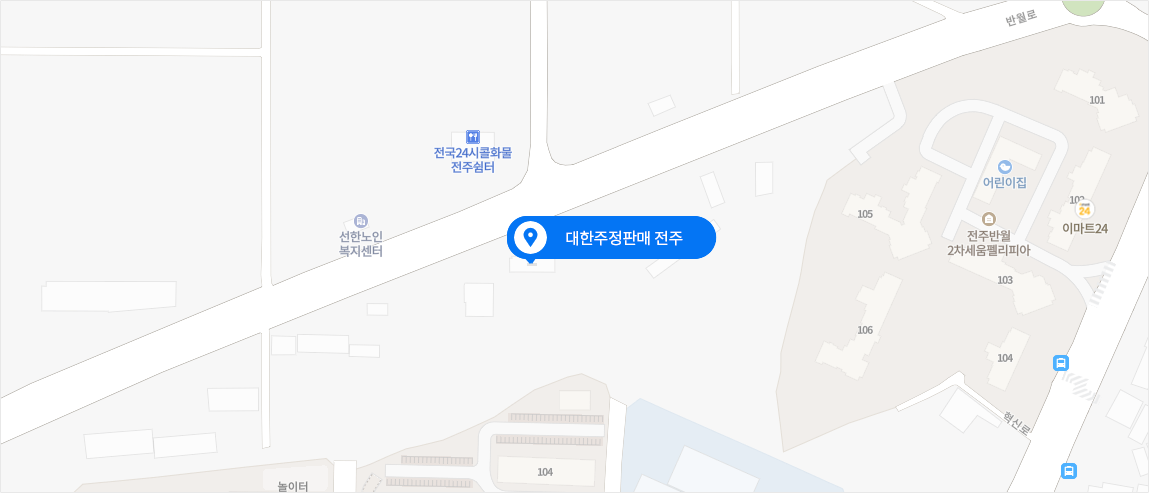 반월로
101
전국24시콜화물
전주쉼터
어린이집
102
24
이마트24
105
선한노인
복지센터
대한주정판매 전주
전주반월
2차세움펠리피아
103
106
104
혁신로
104
놀이터